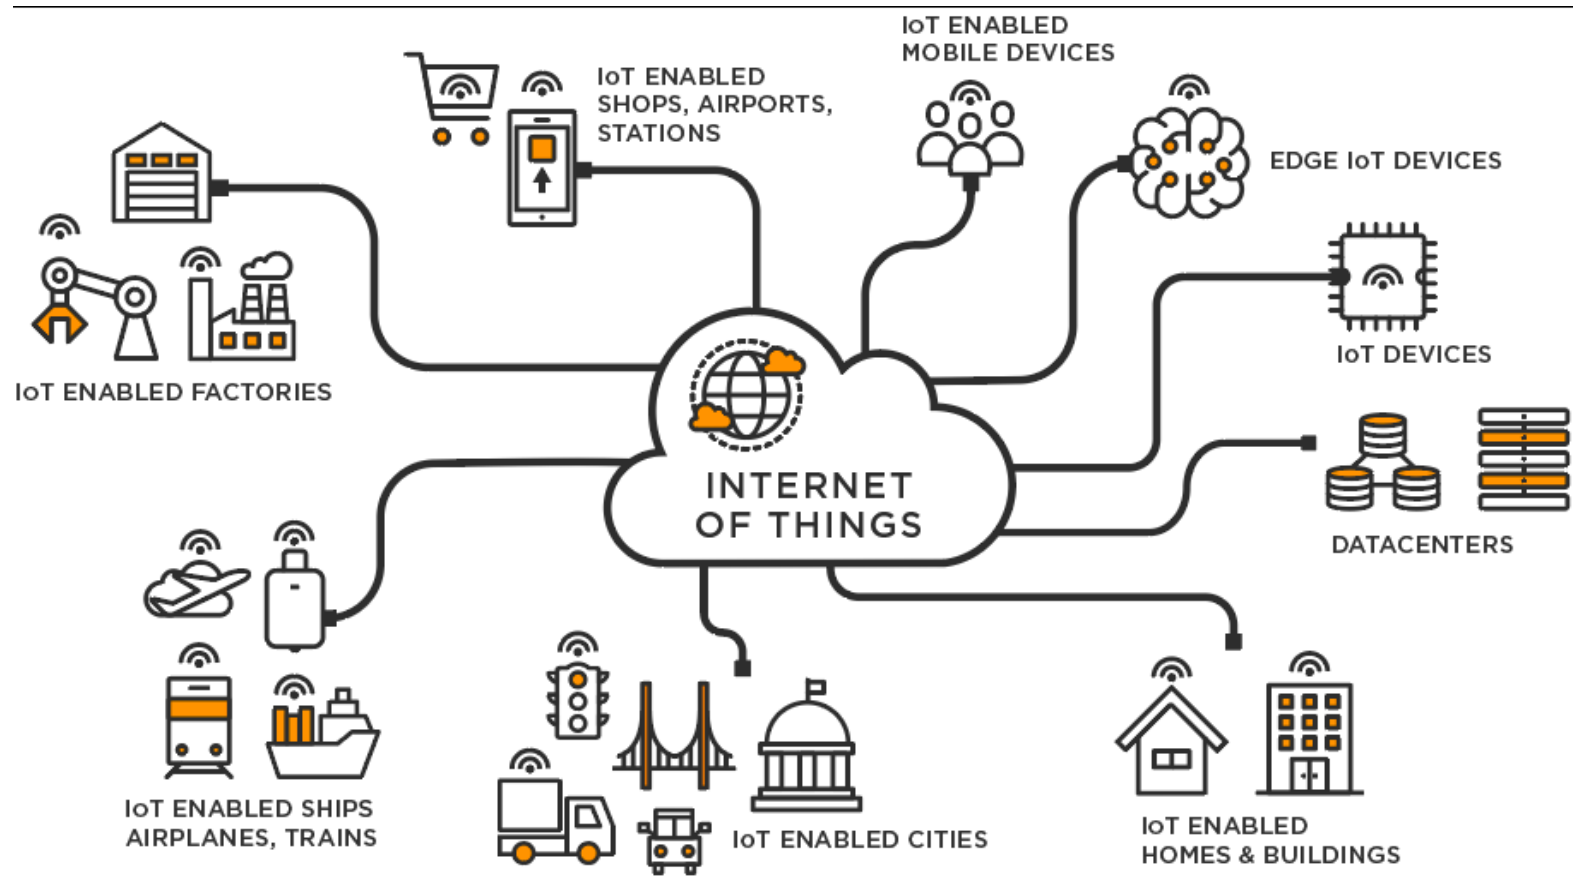 IoT ENABLED
MOBILE DEVICES
IoT ENABLED
SHOPS, AIRPORTS,
STATIONS
EDGE IoT DEVICES
IoT DEVICES
IoT ENABLED FACTORIES
INTERNET
OF THINGS
DATACENTERS
IoT ENABLED SHIPS
AIRPLANES, TRAINS
IoT ENABLED CITIES
IoT ENABLED
HOMES & BUILDINGS